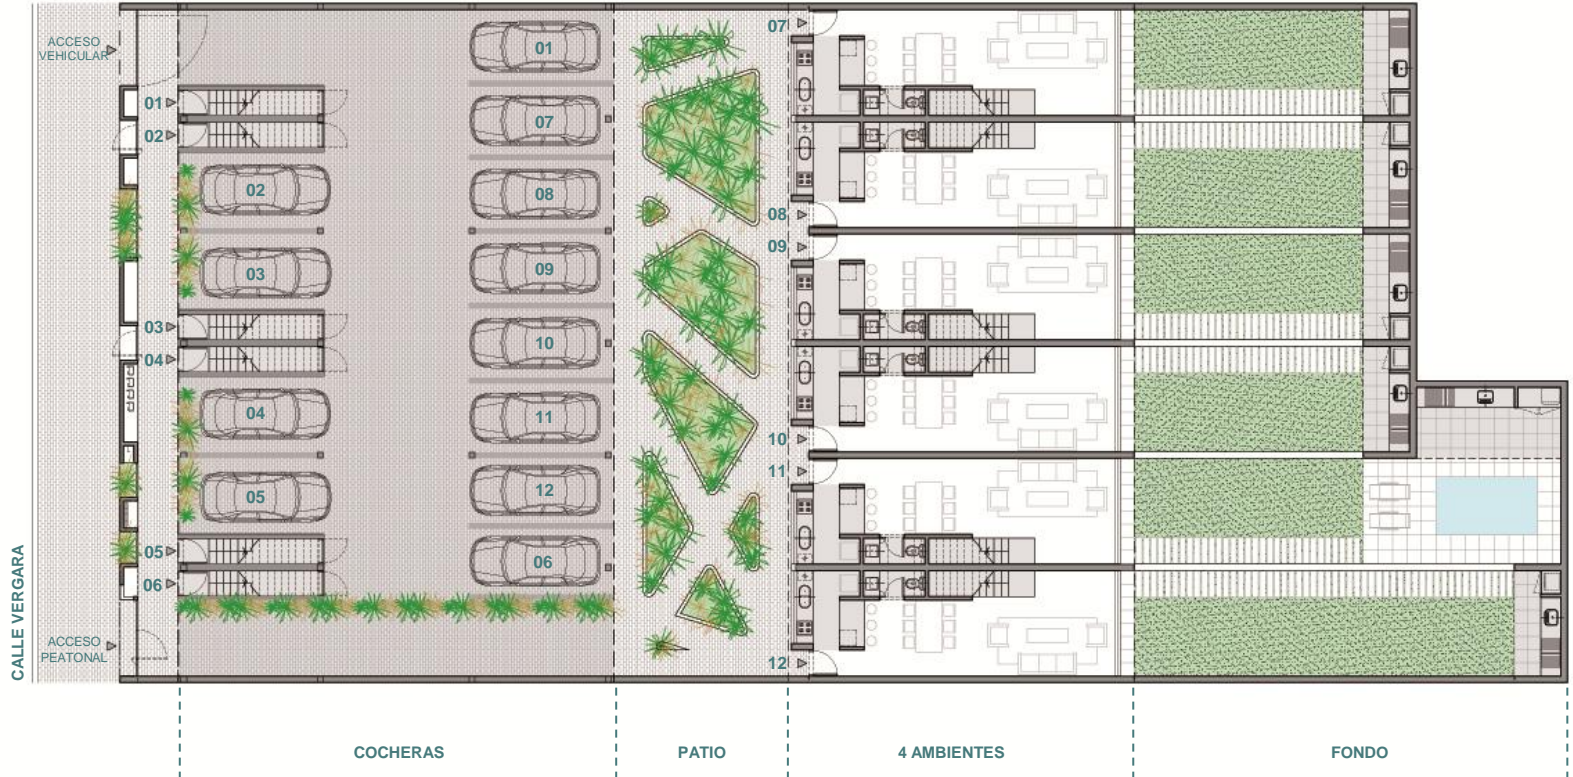 ACCESO
VEHICULAR
01
02
03
04
05
06
ACCESO
PEATONAL
CALLE VERGARA
02
03
04
05
01
07
08
09
10
11
12
06
07
08
09
10
11
12
COCHERAS
PATIO
4 AMBIENTES
FONDO